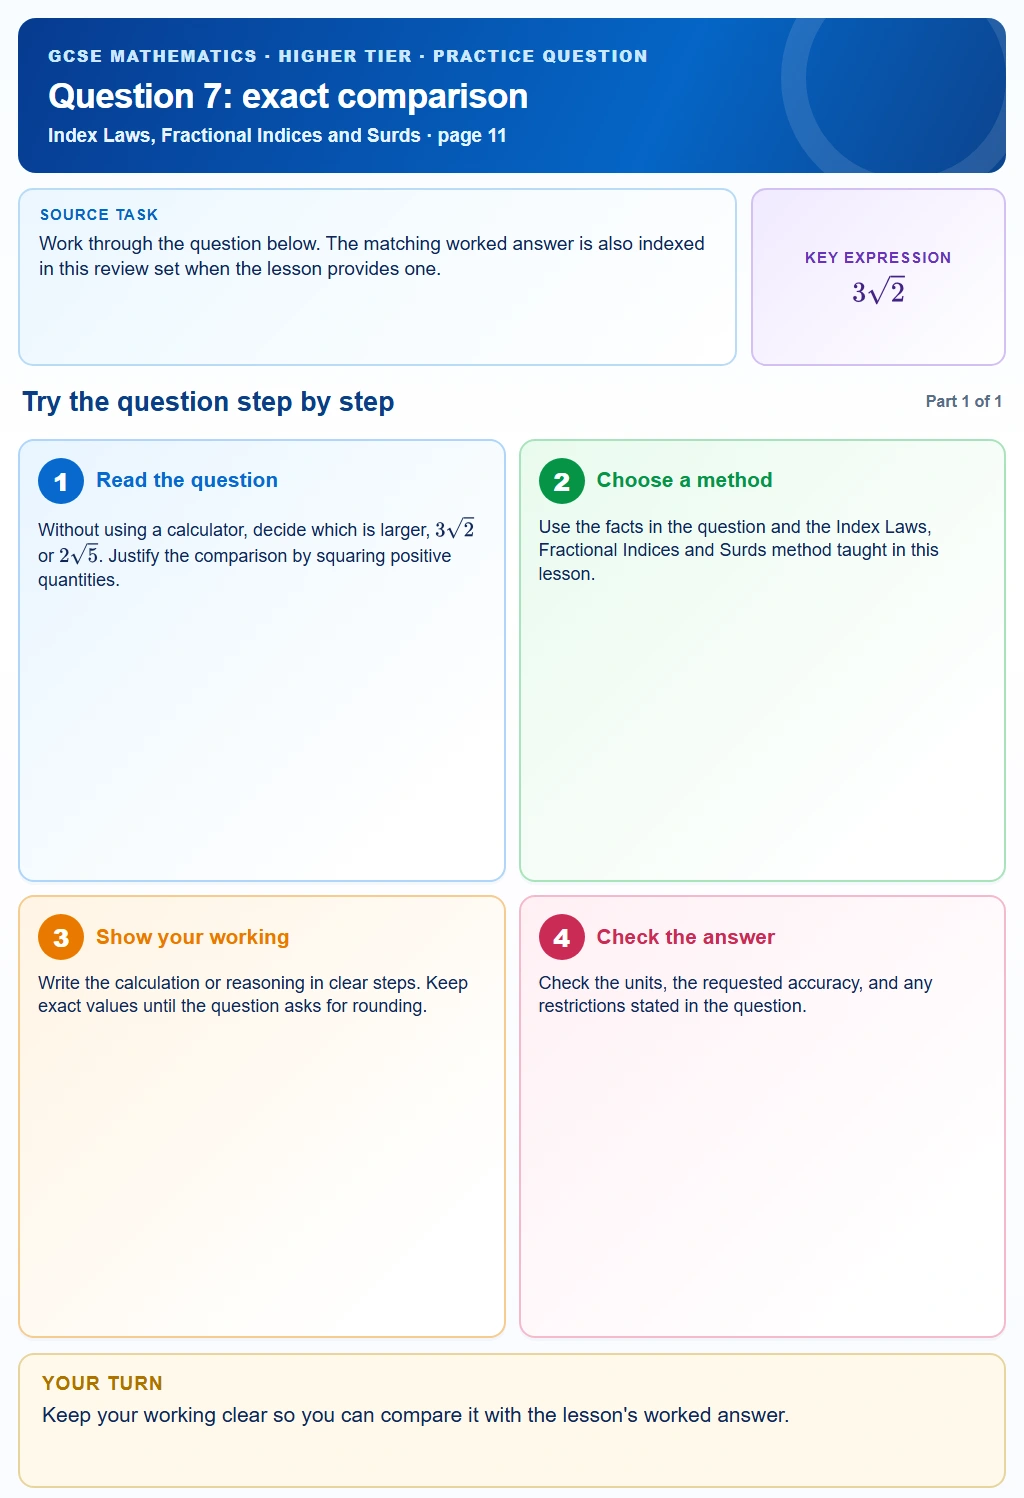 GCSE MATHEMATICS · HIGHER TIER · PRACTICE QUESTION
Question 7: exact comparison
Index Laws, Fractional Indices and Surds · page 11
SOURCE TASK
Work through the question below. The matching worked answer is also indexed
in this review set when the lesson provides one.
KEY EXPRESSION
3√2
Try the question step by step
Part 1 of 1
1 Read the question
Without using a calculator, decide which is larger, 3√2
or 2√5. Justify the comparison by squaring positive
quantities.
2 Choose a method
Use the facts in the question and the Index Laws,
Fractional Indices and Surds method taught in this
lesson.
3 Show your working
Write the calculation or reasoning in clear steps. Keep
exact values until the question asks for rounding.
4 Check the answer
Check the units, the requested accuracy, and any
restrictions stated in the question.
YOUR TURN
Keep your working clear so you can compare it with the lesson's worked answer.